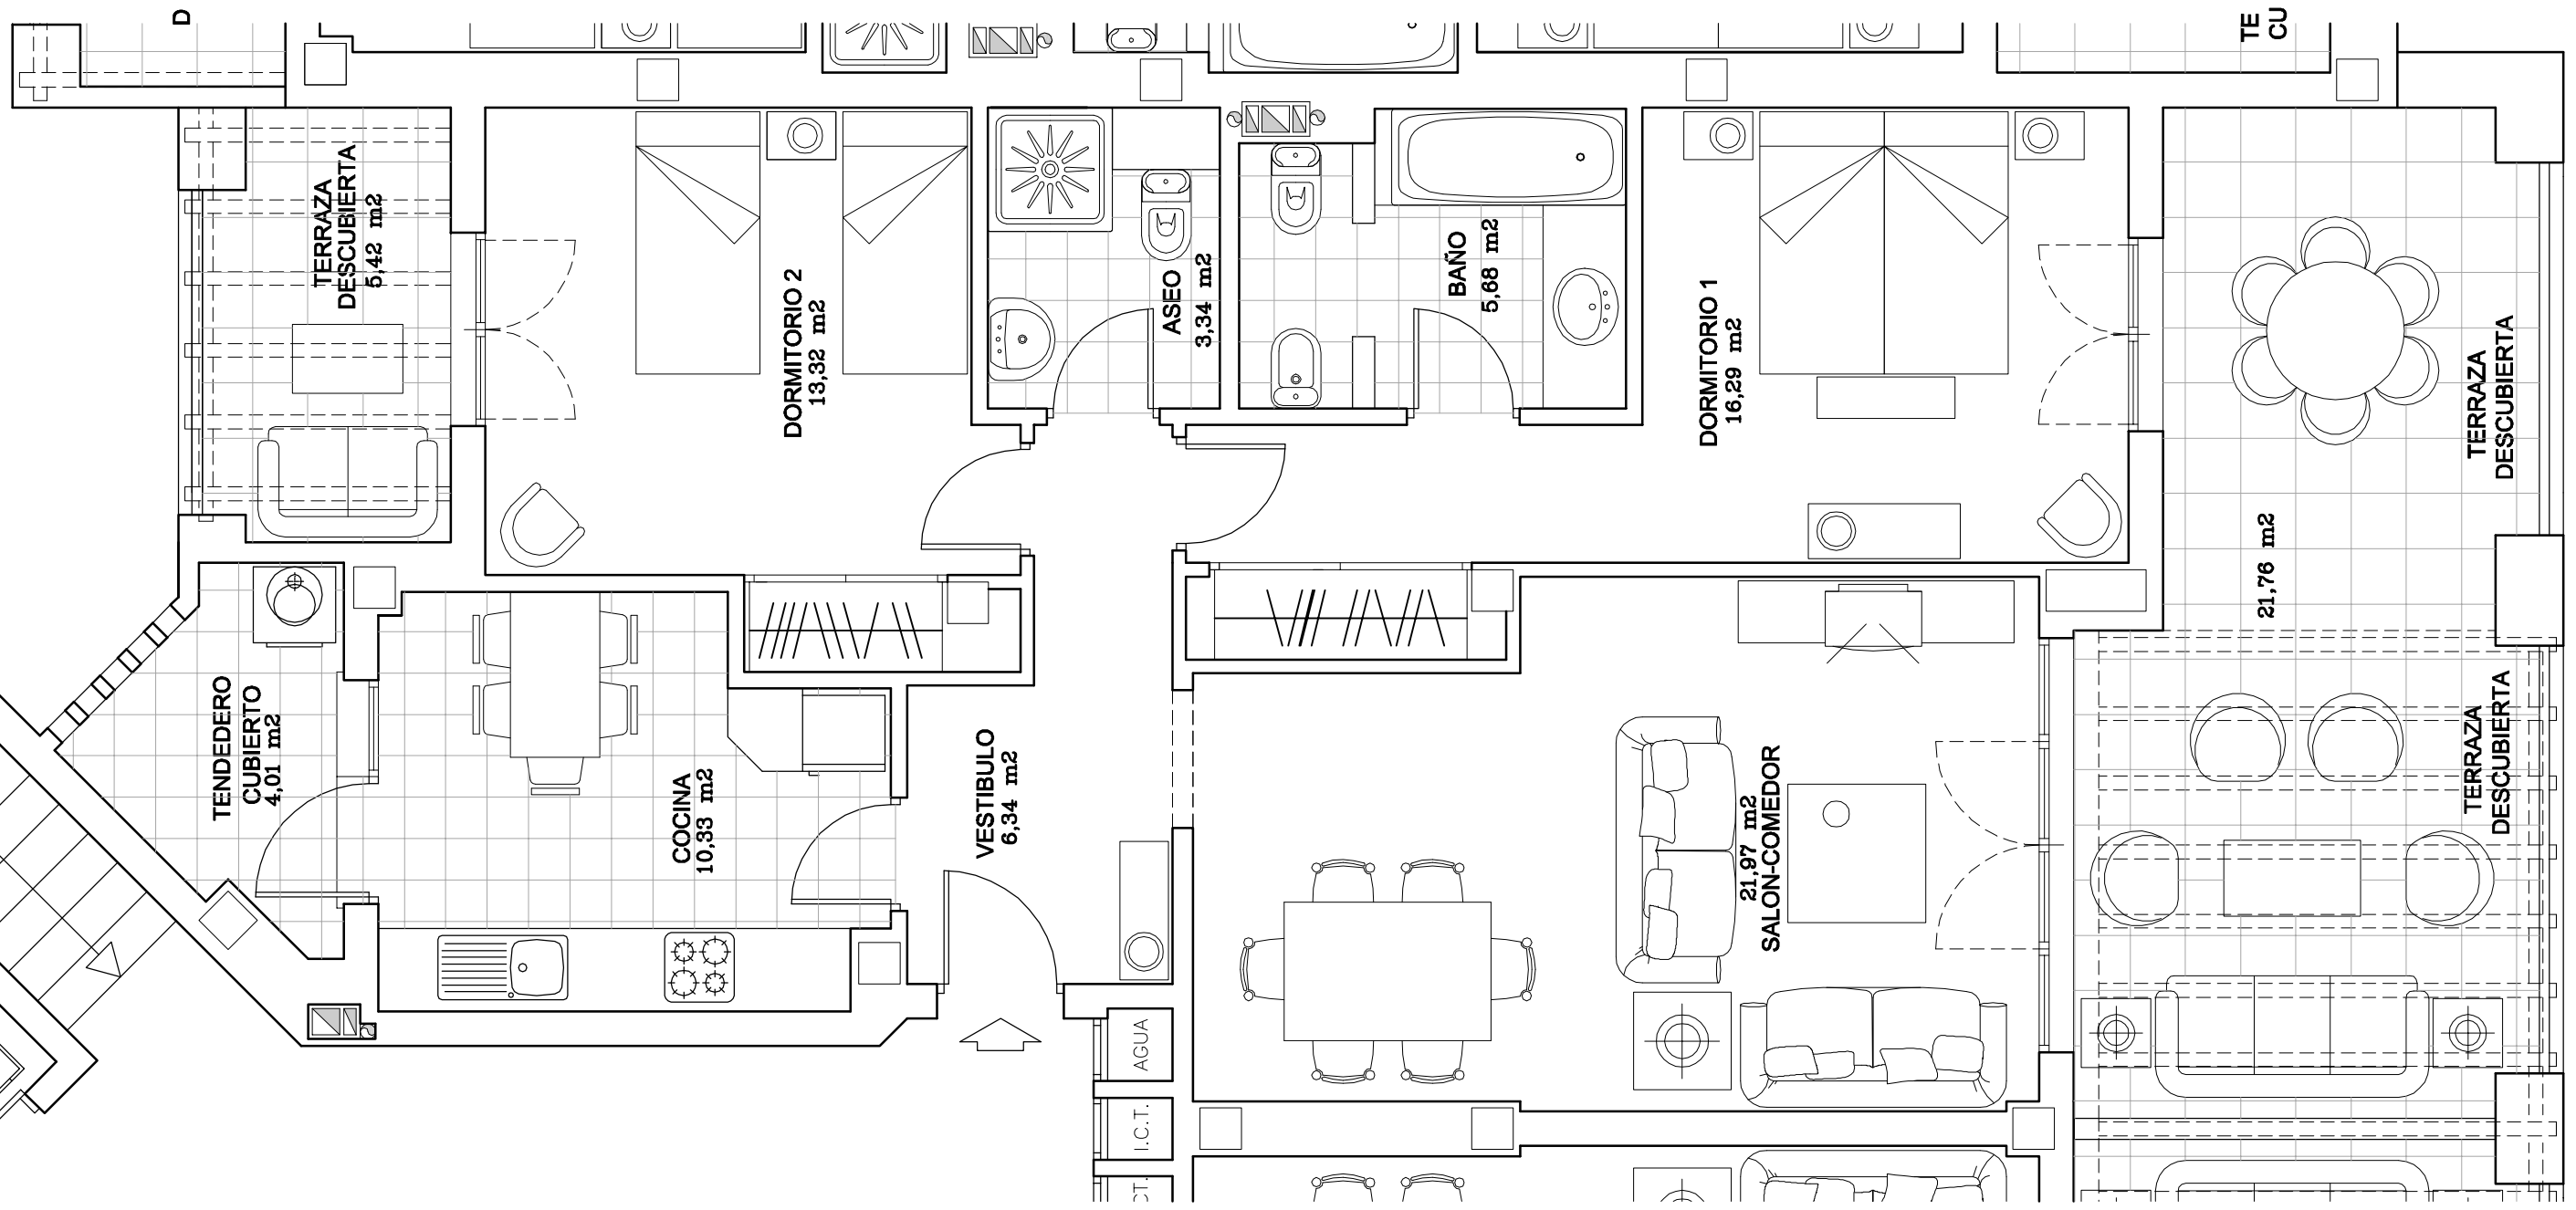 D
TE
CU
TERRAZA
DESCUBIERTA
5,42 m2
DORMITORIO 2
13,32 m2
ASEO
3,34 m2
BAÑO
5,68 m2
DORMITORIO 1
16,29 m2
TERRAZA
DESCUBIERTA
21,76 m2
TENDEDERO
CUBIERTO
4,01 m2
COCINA
10,33 m2
VESTIBULO
6,34 m2
21,97 m2
SALON-COMEDOR
TERRAZA
DESCUBIERTA
AGUA
I.C.T.
CT.